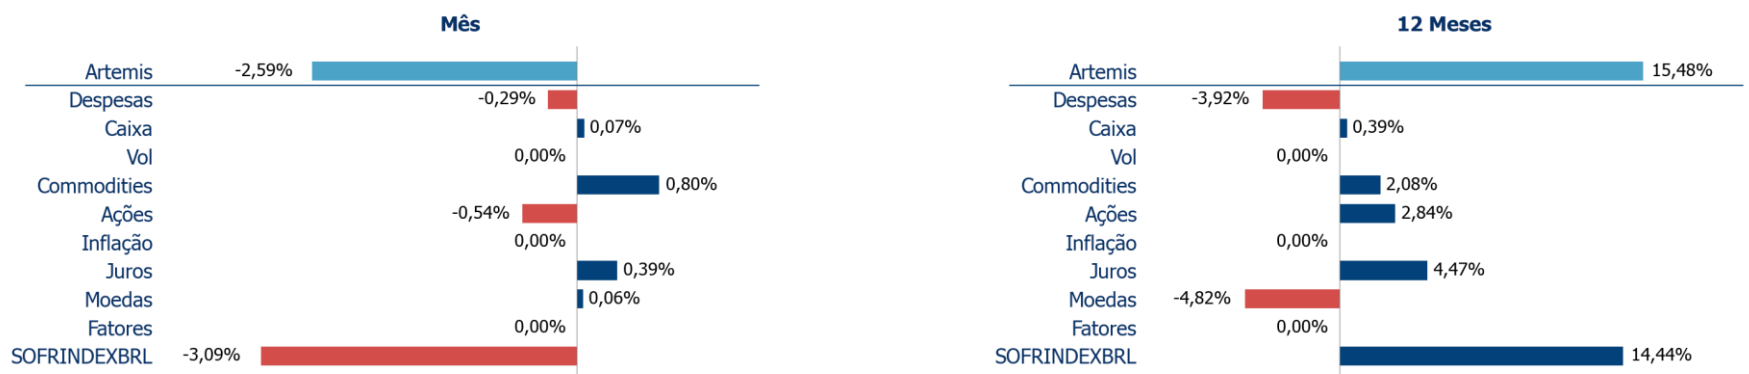 Mês
Artemis -2,59%
Despesas -0,29%
Caixa 0,07%
Vol 0,00%
Commodities 0,80%
Ações -0,54%
Inflação 0,00%
Juros 0,39%
Moedas 0,06%
Fatores 0,00%
SOFRINDEXBRL -3,09%
12 Meses
Artemis 15,48%
Despesas -3,92%
Caixa 0,39%
Vol 0,00%
Commodities 2,08%
Ações 2,84%
Inflação 0,00%
Juros 4,47%
Moedas -4,82%
Fatores 0,00%
SOFRINDEXBRL 14,44%